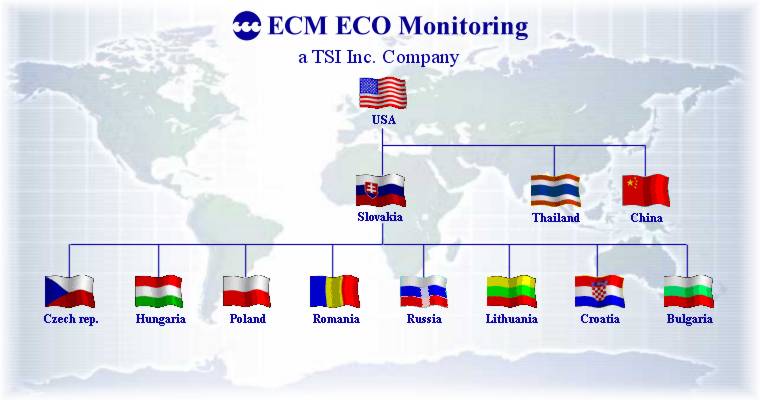 ECM ECO Monitoring
a TSI Inc. Company
USA
Slovakia Thailand China
Czech rep. Hungaria Poland Romania Russia Lithuania Croatia Bulgaria